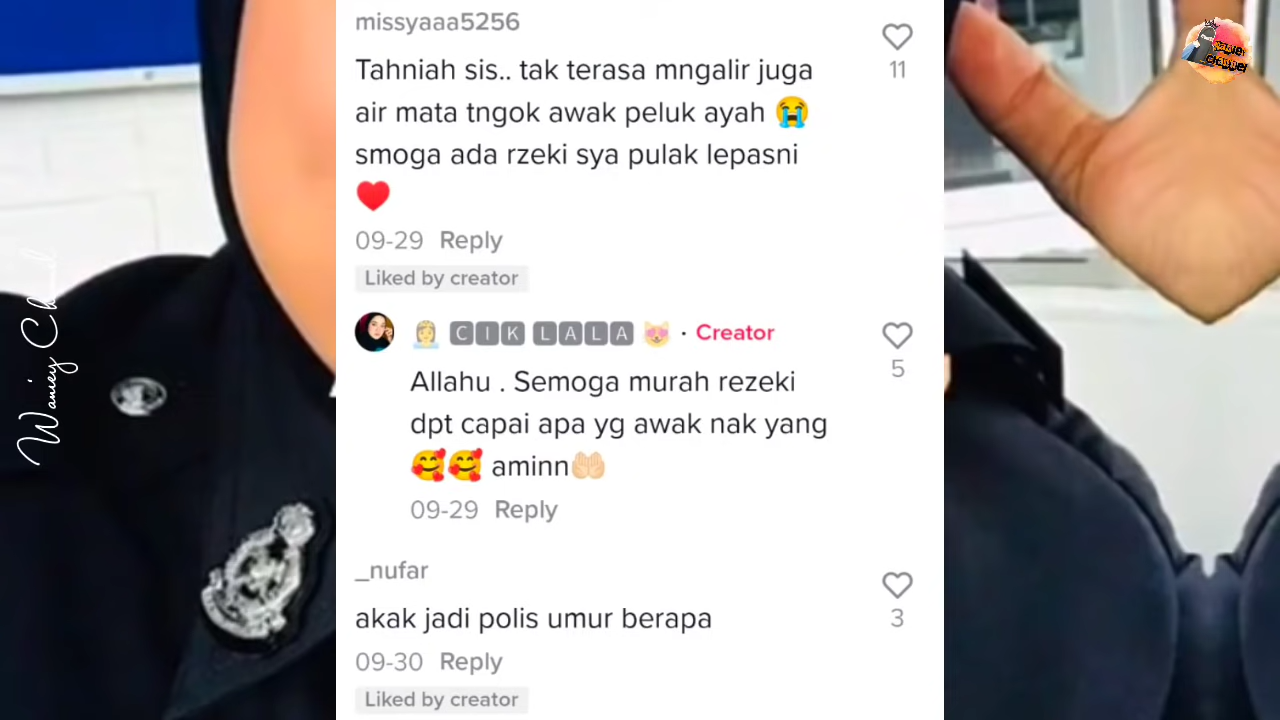 missyaaa5256
11
Tahniah sis.. tak terasa mngalir juga
air mata tngok awak peluk ayah 😭
smoga ada rzeki sya pulak lepasni
❤️
09-29 Reply
Liked by creator
👰🏼 🅲🅸🅺 🅻🅰🅻🅰 😻 · Creator
5
Allahu . Semoga murah rezeki
dpt capai apa yg awak nak yang
🥰🥰 aminn🤲🏻
09-29 Reply
_nufar
3
akak jadi polis umur berapa
09-30 Reply
Liked by creator